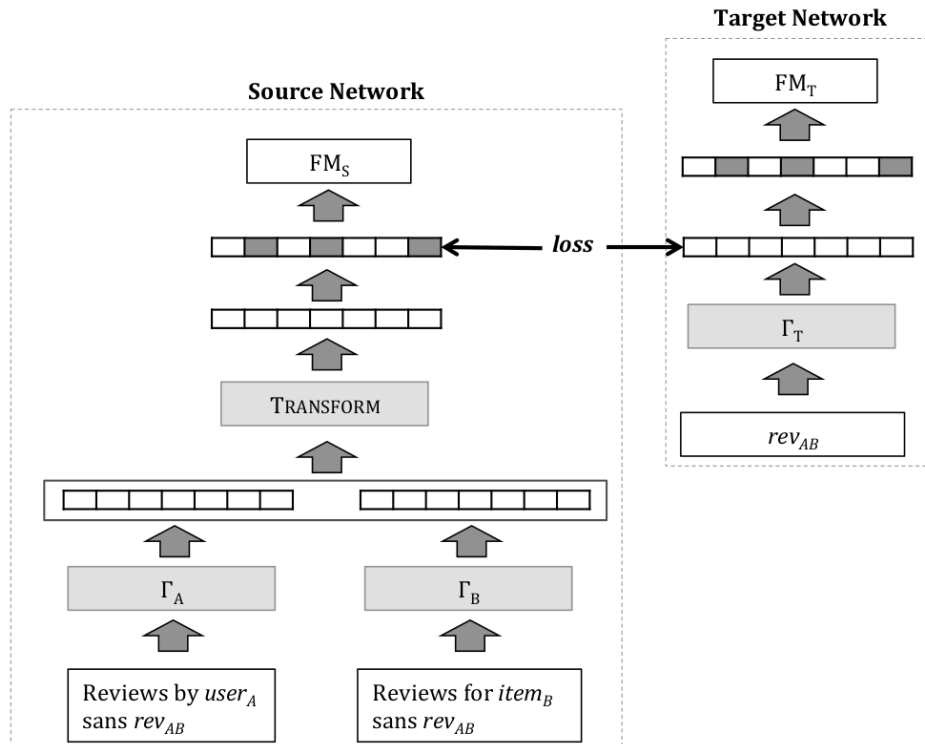 Target Network
FM_T
Source Network
FM_S
loss
Γ_T
TRANSFORM
rev_AB
Γ_A
Γ_B
Reviews by user_A
sans rev_AB
Reviews for item_B
sans rev_AB